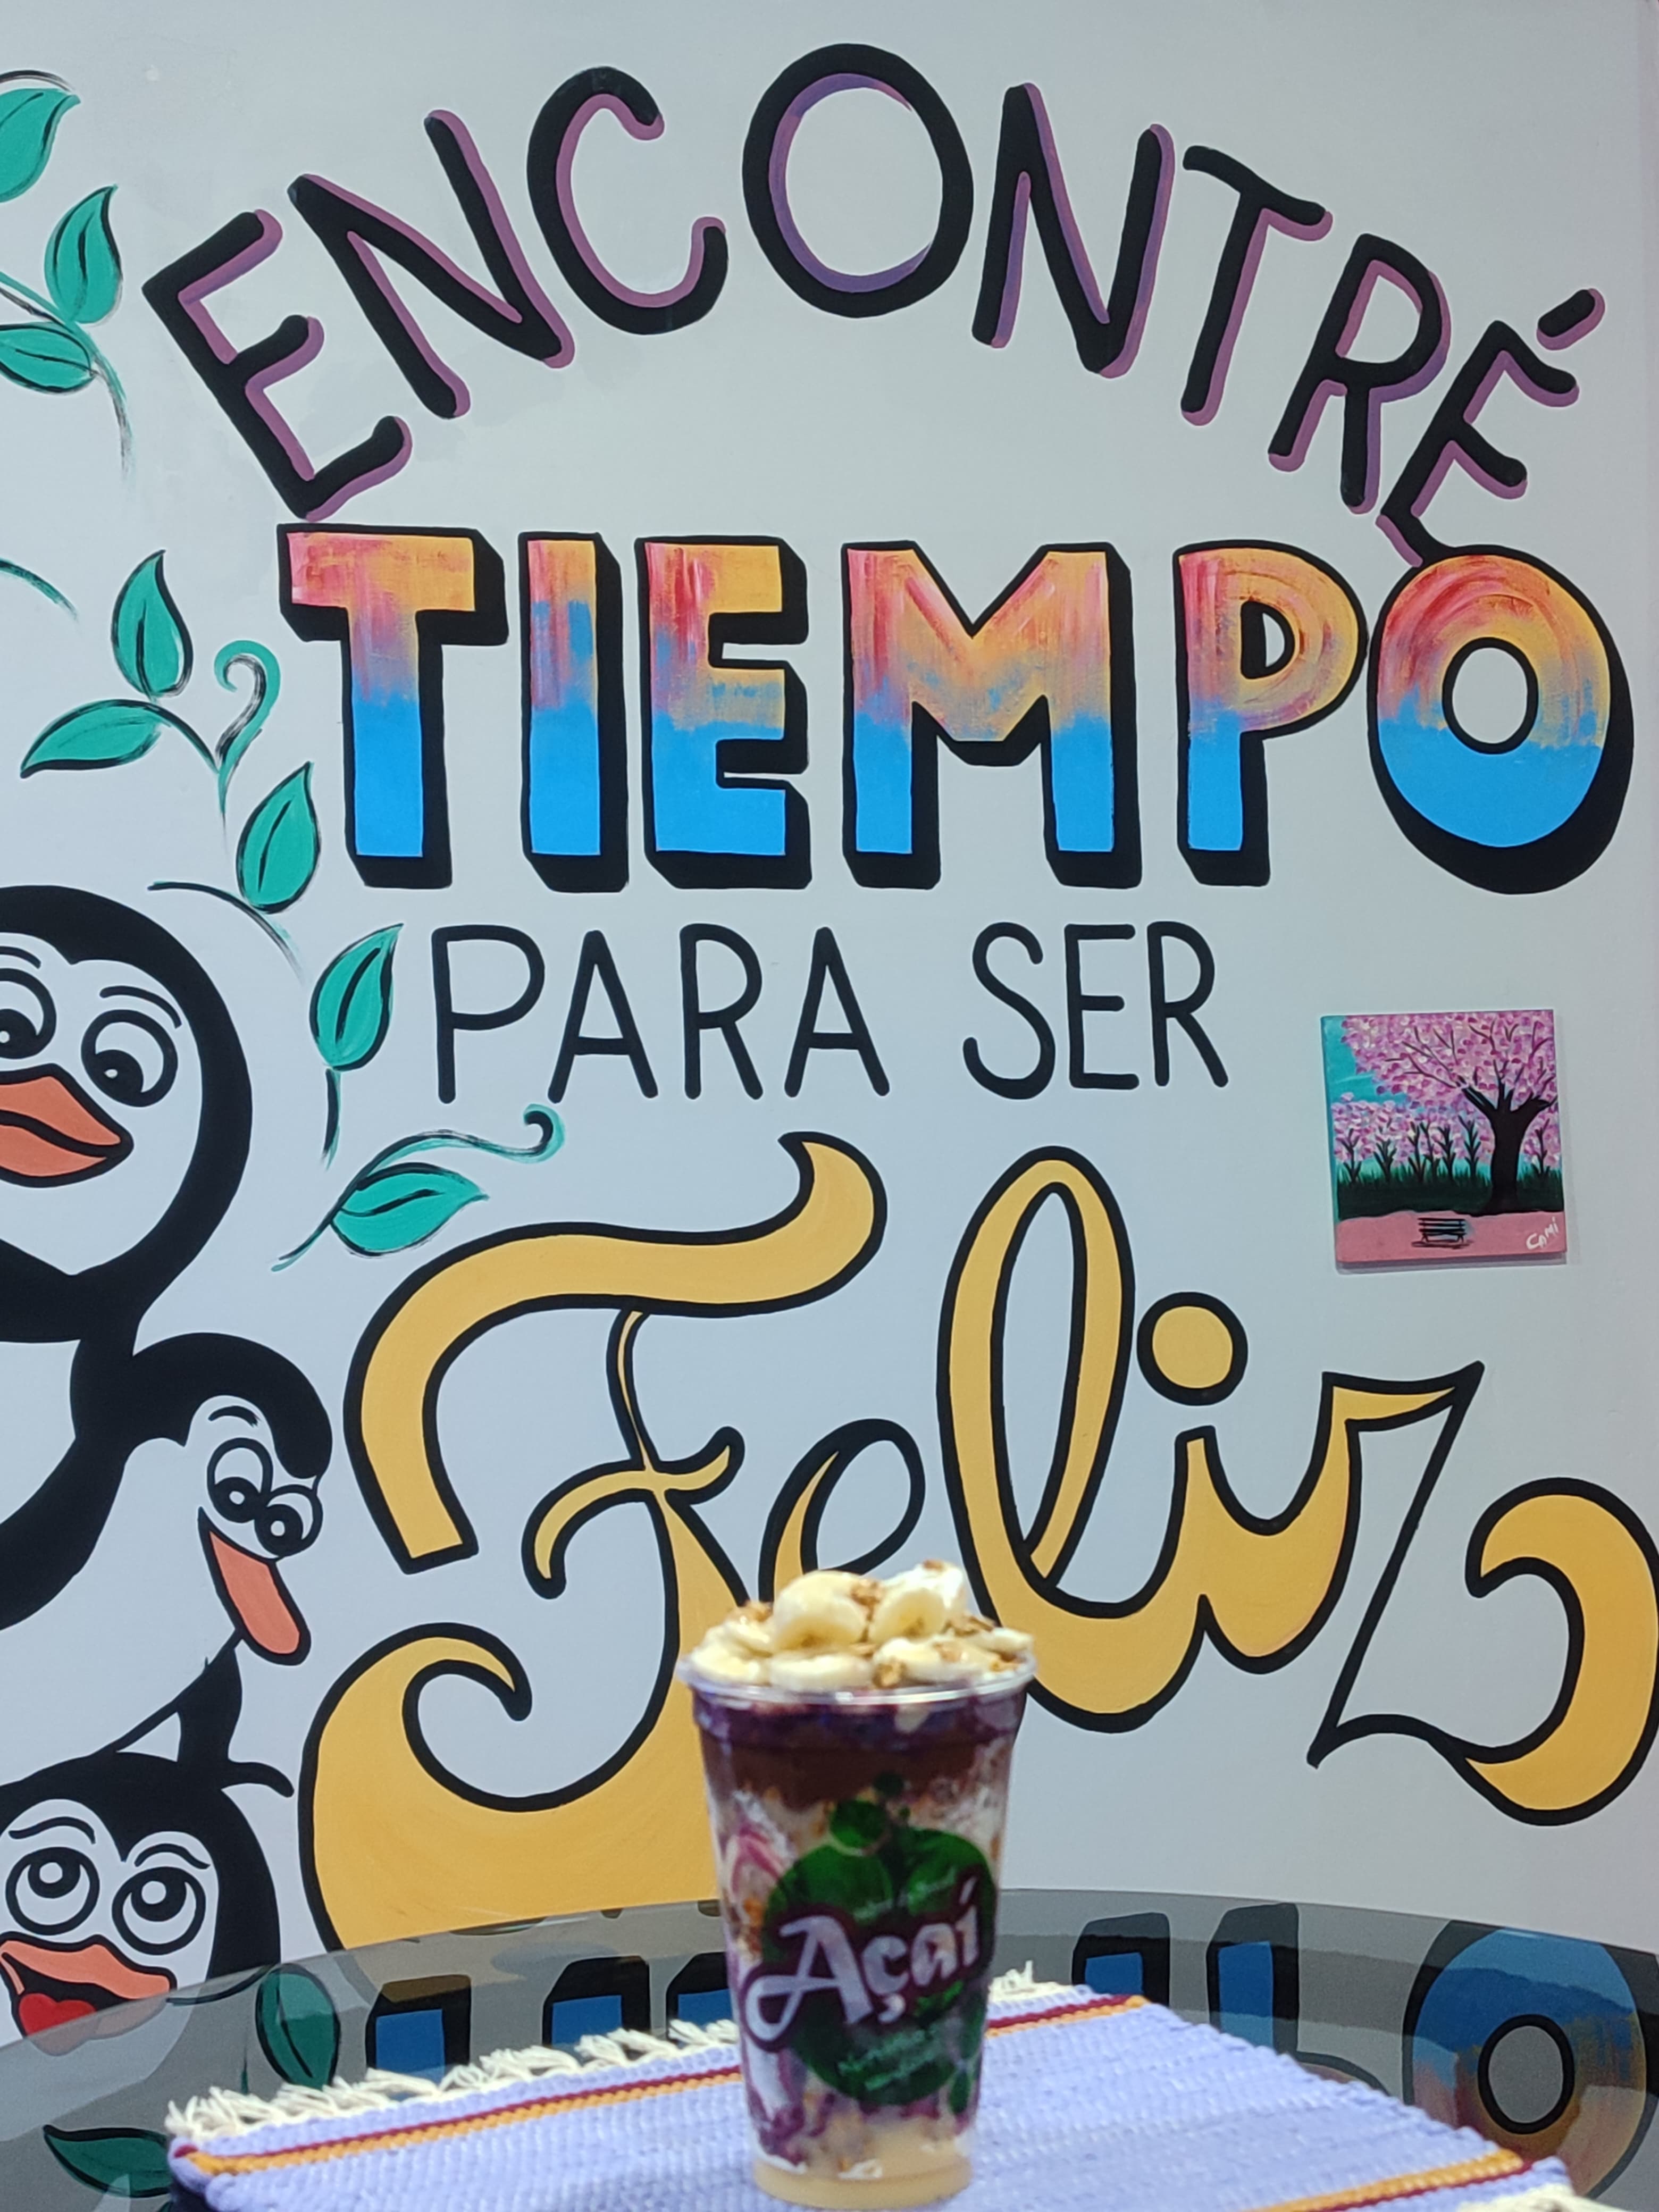 ENCONTRÉ
TIEMPO
PARA SER
Feliz
CAMI
Açaí